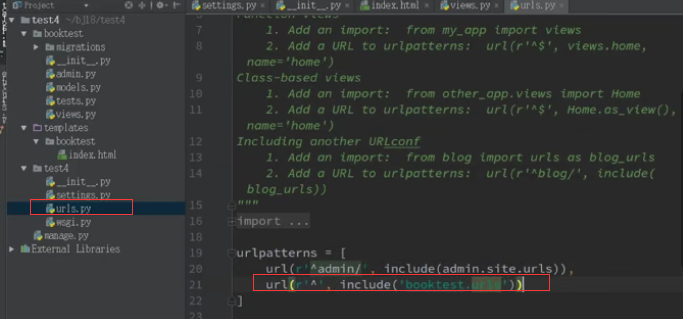 Project
~/bj18/test4
settings.py
__init__.py
index.html
views.py
urls.py
test4
booktest
migrations
__init__.py
admin.py
models.py
tests.py
views.py
templates
booktest
index.html
test4
__init__.py
settings.py
urls.py
wsgi.py
manage.py
External Libraries
6 Function views
7 1. Add an import: from my_app import views
8 2. Add a URL to urlpatterns: url(r'^$', views.home,
name='home')
9 Class-based views
10 1. Add an import: from other_app.views import Home
11 2. Add a URL to urlpatterns: url(r'^$', Home.as_view(),
name='home')
12 Including another URLconf
13 1. Add an import: from blog import urls as blog_urls
14 2. Add a URL to urlpatterns: url(r'^blog/', include(
blog_urls))
15 """
16 import ...
18
19 urlpatterns = [
20 url(r'^admin/', include(admin.site.urls)),
21 url(r'^', include('booktest.urls'))
22 ]